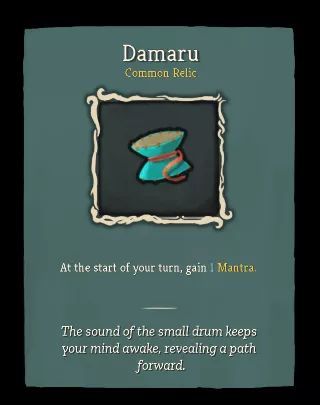 Damaru
Common Relic
At the start of your turn, gain 1 Mantra.
The sound of the small drum keeps
your mind awake, revealing a path
forward.